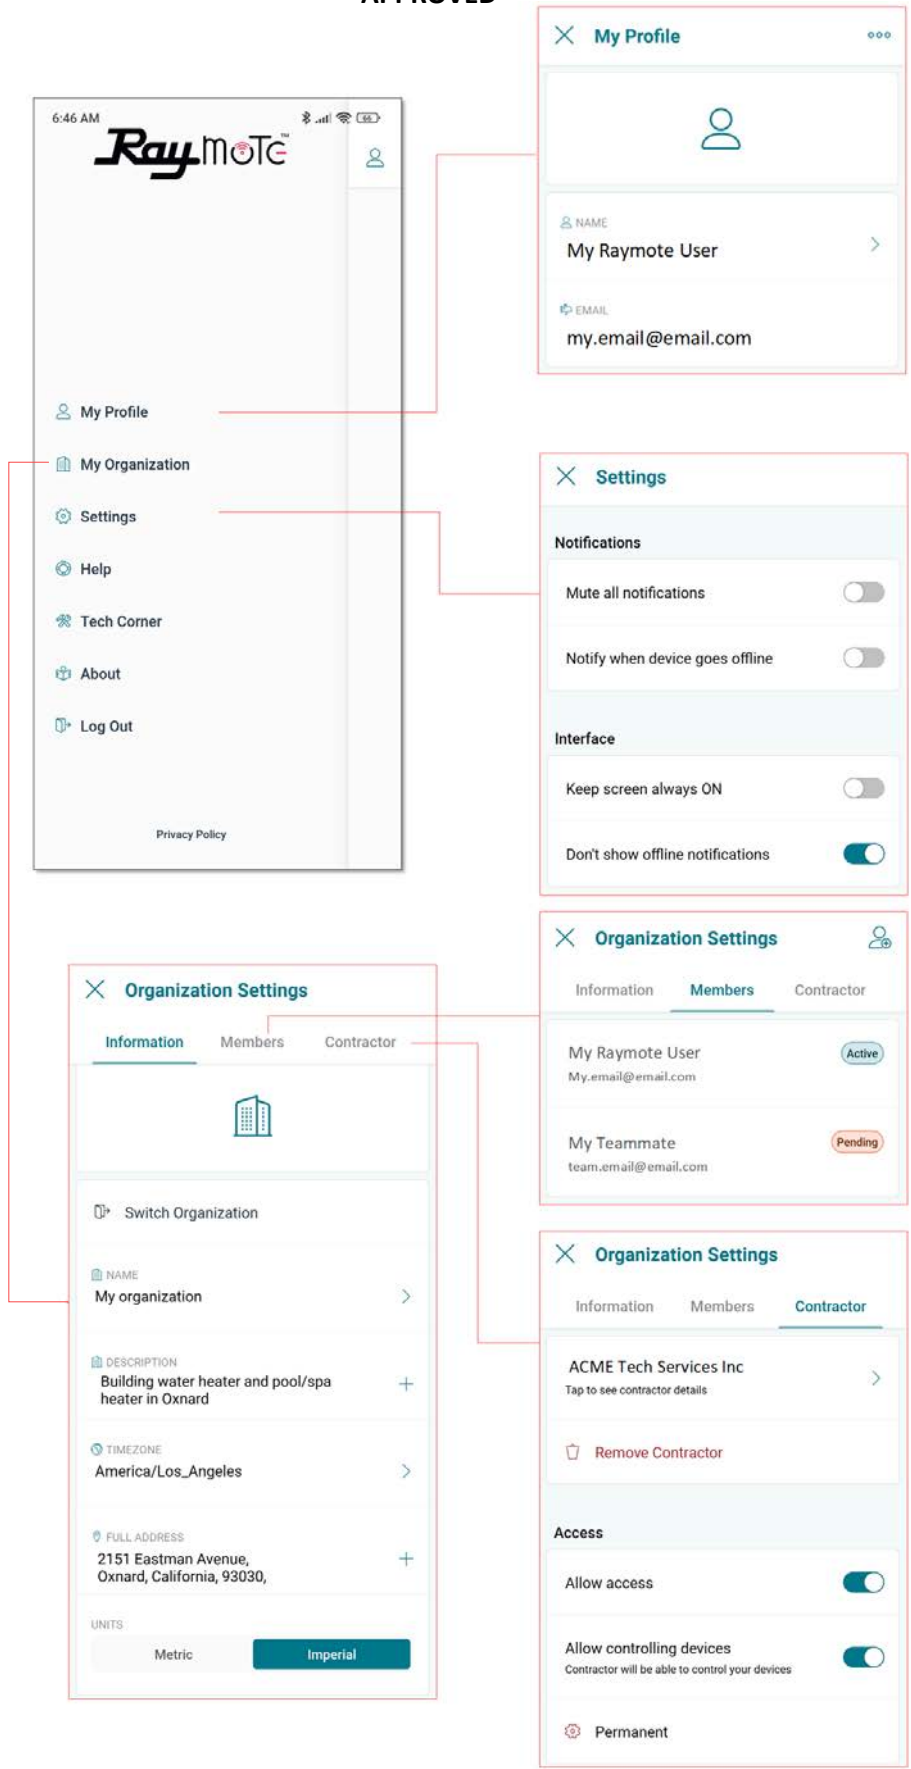 APPROVED
My Profile
6:46 AM
66
Raymote™
NAME
My Raymote User
EMAIL
my.email@email.com
My Profile
My Organization
Settings
Help
Tech Corner
About
Log Out
Privacy Policy
Settings
Notifications
Mute all notifications
Notify when device goes offline
Interface
Keep screen always ON
Don't show offline notifications
Organization Settings
Information Members Contractor
My Raymote User
Active
My.email@email.com
My Teammate
Pending
team.email@email.com
Organization Settings
Information Members Contractor
Switch Organization
NAME
My organization
DESCRIPTION
Building water heater and pool/spa
heater in Oxnard
TIMEZONE
America/Los_Angeles
FULL ADDRESS
2151 Eastman Avenue,
Oxnard, California, 93030,
UNITS
Metric Imperial
Organization Settings
Information Members Contractor
ACME Tech Services Inc
Tap to see contractor details
Remove Contractor
Access
Allow access
Allow controlling devices
Contractor will be able to control your devices
Permanent